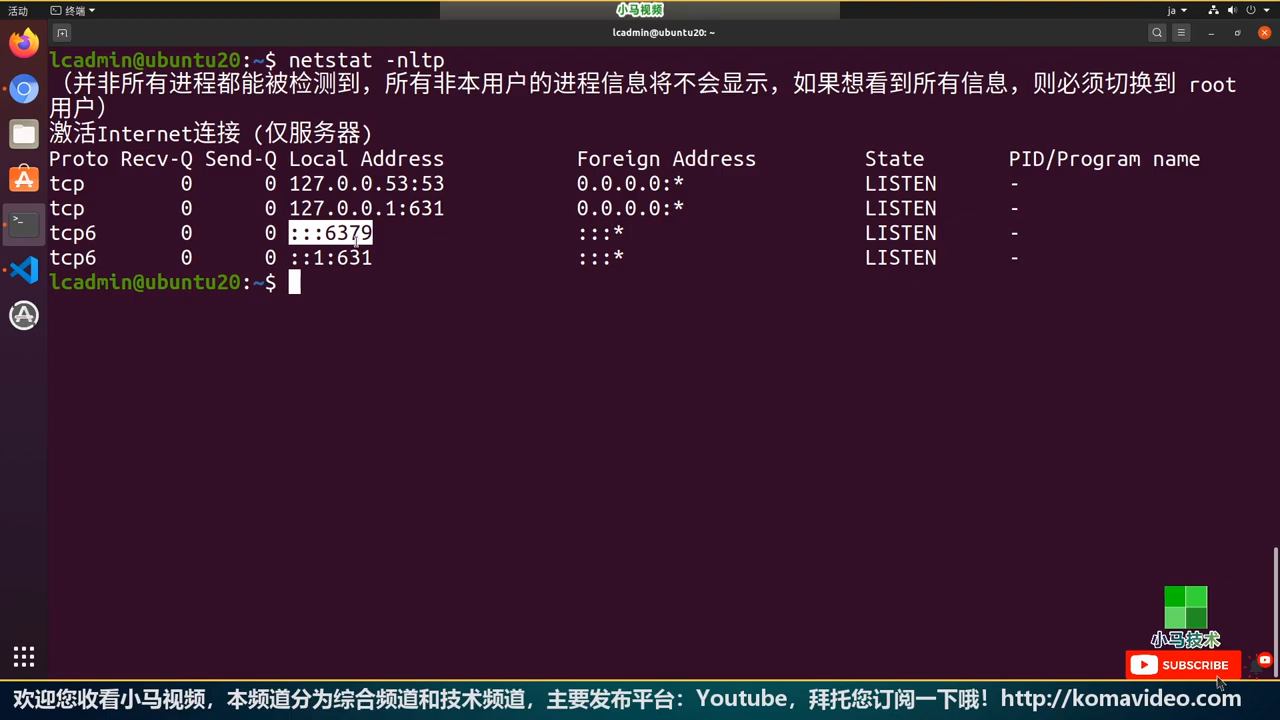 活动
终端
小马视频
ja
lcadmin@ubuntu20: ~
lcadmin@ubuntu20:~$ netstat -nltp
（并非所有进程都能被检测到，所有非本用户的进程信息将不会显示，如果想看到所有信息，则必须切换到 root
用户）
激活Internet连接 (仅服务器)
Proto Recv-Q Send-Q Local Address           Foreign Address         State       PID/Program name
tcp        0      0 127.0.0.53:53           0.0.0.0:*               LISTEN      -
tcp        0      0 127.0.0.1:631           0.0.0.0:*               LISTEN      -
tcp6       0      0 :::6379                 :::*                    LISTEN      -
tcp6       0      0 ::1:631                 :::*                    LISTEN      -
lcadmin@ubuntu20:~$
小马技术
SUBSCRIBE
欢迎您收看小马视频，本频道分为综合频道和技术频道，主要发布平台：Youtube，拜托您订阅一下哦！http://komavideo.com